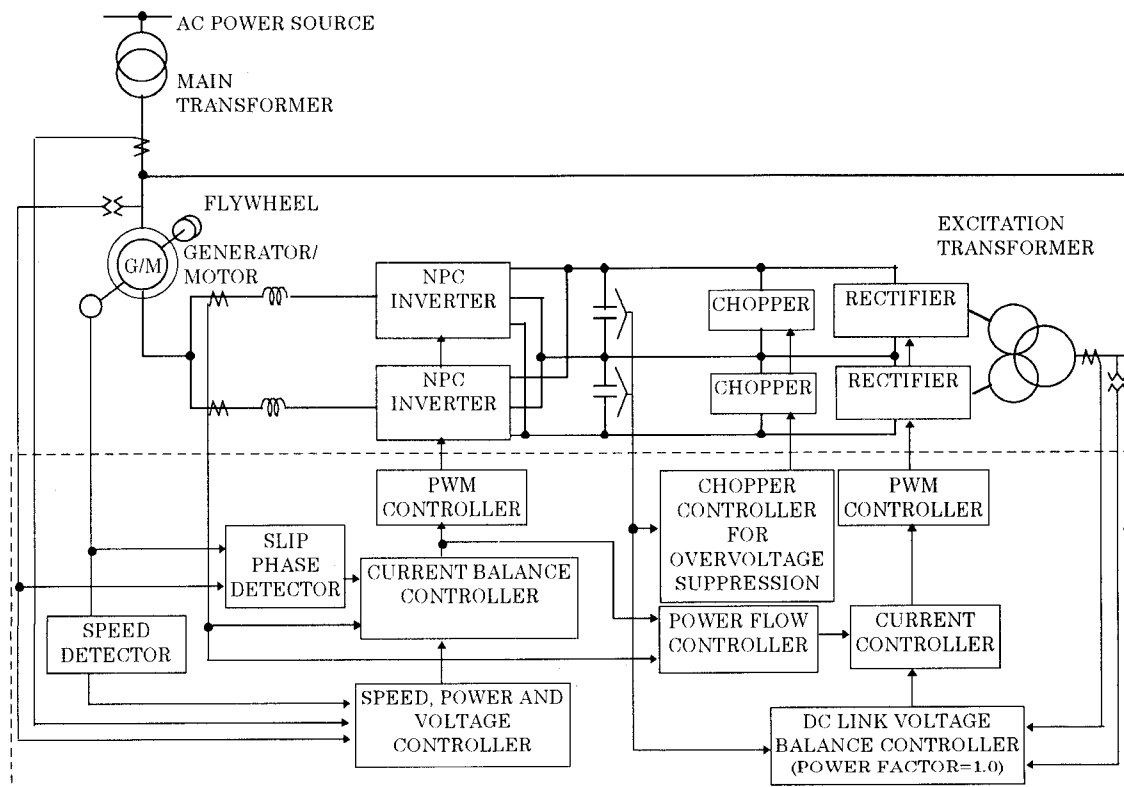 AC POWER SOURCE
MAIN
TRANSFORMER
FLYWHEEL
GENERATOR/
MOTOR
G/M
NPC
INVERTER
NPC
INVERTER
CHOPPER
CHOPPER
RECTIFIER
RECTIFIER
EXCITATION
TRANSFORMER
PWM
CONTROLLER
CHOPPER
CONTROLLER
FOR
OVERVOLTAGE
SUPPRESSION
PWM
CONTROLLER
SLIP
PHASE
DETECTOR
CURRENT BALANCE
CONTROLLER
SPEED
DETECTOR
POWER FLOW
CONTROLLER
CURRENT
CONTROLLER
SPEED, POWER AND
VOLTAGE
CONTROLLER
DC LINK VOLTAGE
BALANCE CONTROLLER
(POWER FACTOR=1.0)